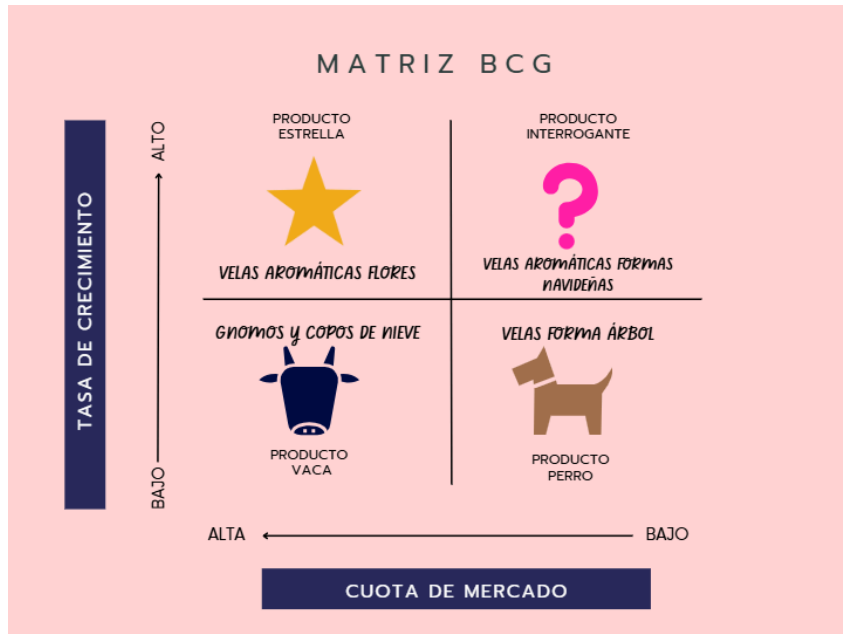 MATRIZ BCG
TASA DE CRECIMIENTO
ALTO
BAJO
PRODUCTO
ESTRELLA
VELAS AROMÁTICAS FLORES
PRODUCTO
INTERROGANTE
?
VELAS AROMÁTICAS FORMAS
NAVIDEÑAS
GNOMOS Y COPOS DE NIEVE
PRODUCTO
VACA
VELAS FORMA ÁRBOL
PRODUCTO
PERRO
ALTA
BAJO
CUOTA DE MERCADO